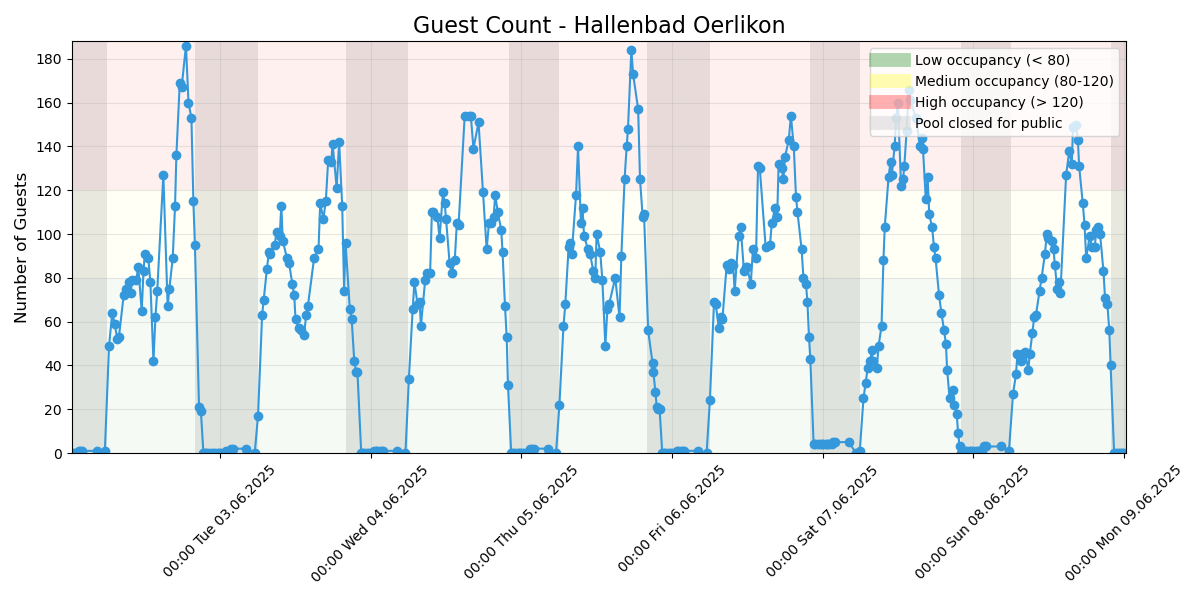 Guest Count - Hallenbad Oerlikon
Number of Guests
180
160
140
120
100
80
60
40
20
0
Low occupancy (< 80)
Medium occupancy (80-120)
High occupancy (> 120)
Pool closed for public
00:00 Tue 03.06.2025
00:00 Wed 04.06.2025
00:00 Thu 05.06.2025
00:00 Fri 06.06.2025
00:00 Sat 07.06.2025
00:00 Sun 08.06.2025
00:00 Mon 09.06.2025